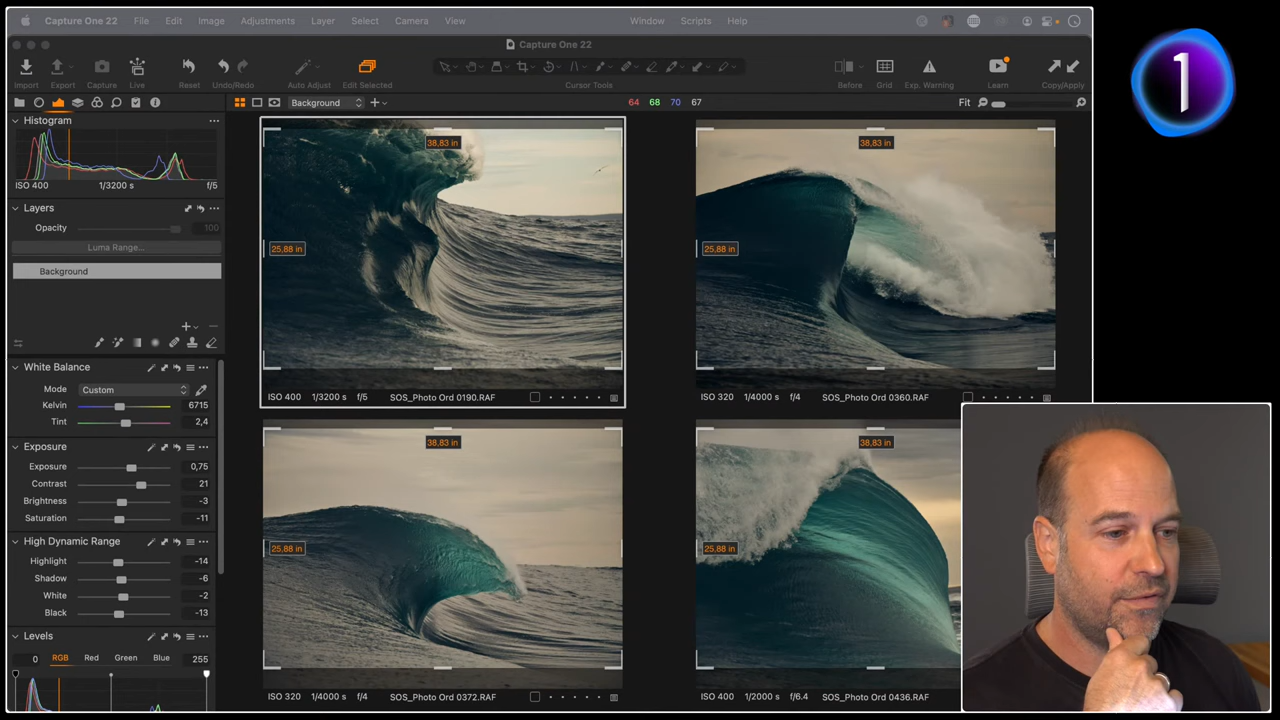 Capture One 22 File Edit Image Adjustments Layer Select Camera View Window Scripts Help
Capture One 22
Import Export Capture Live Reset Undo/Redo Auto Adjust Edit Selected Cursor Tools Before Grid Exp. Warning Learn Copy/Apply
1
Background 64 68 70 67 Fit
Histogram
ISO 400 1/3200 s f/5
Layers
Opacity 100
Luma Range...
Background
White Balance
Mode Custom
Kelvin 6715
Tint 2,4
Exposure
Exposure 0,75
Contrast 21
Brightness -3
Saturation -11
High Dynamic Range
Highlight -14
Shadow -6
White -2
Black -13
Levels
0 RGB Red Green Blue 255
38,83 in
25,88 in
ISO 400 1/3200 s f/5 SOS_Photo Ord 0190.RAF
38,83 in
25,88 in
ISO 320 1/4000 s f/4 SOS_Photo Ord 0360.RAF
38,83 in
25,88 in
ISO 320 1/4000 s f/4 SOS_Photo Ord 0372.RAF
38,83 in
25,88 in
ISO 400 1/2000 s f/6.4 SOS_Photo Ord 0436.RAF